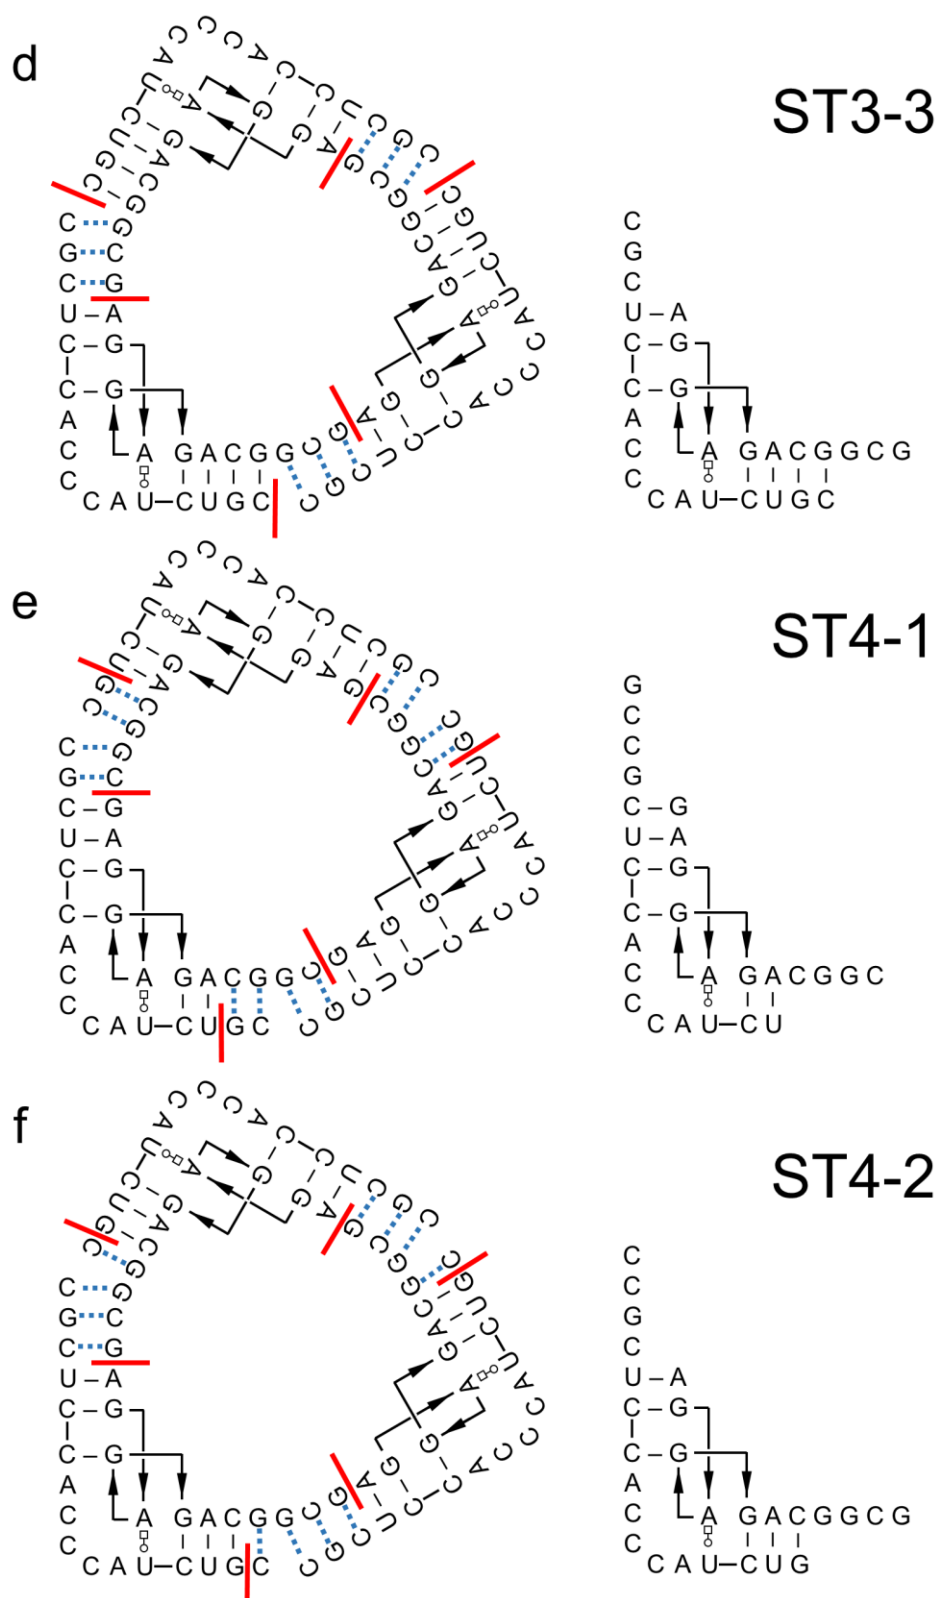 d
ST3-3
C G U C U A C C C A C C U C G C
G G C A G A G G A G C G G C A G
C G U C U A C C C A C C U C G C
A G G A G
C G
G C
C G
U A
C G
C G
A
C A G A C G G C G
C
C A U C U G C
C
G
C
U A
C G
C G
A
C A G A C G G C G
C
C A U C U G C
e
ST4-1
C G U C U A C C C A C C U C G C
G G C A G A G G A G C G G C A G
C G U C U A C C C A C C U C G C
A G G A G
C G
G C
C G
U A
C G
C G
A
C A G A C G G C
C
C A U C U G C
G
C
C
G
C G
U A
C G
C G
A
C A G A C G G C
C
C A U C U
f
ST4-2
C G U C U A C C C A C C U C G C
G G C A G A G G A G C G G C A G
C G U C U A C C C A C C U C G C
A G G A G
C G
G C
C G
U A
C G
C G
A
C A G A C G G C G
C
C A U C U G C
C
C
G
C
U A
C G
C G
A
C A G A C G G C G
C
C A U C U G